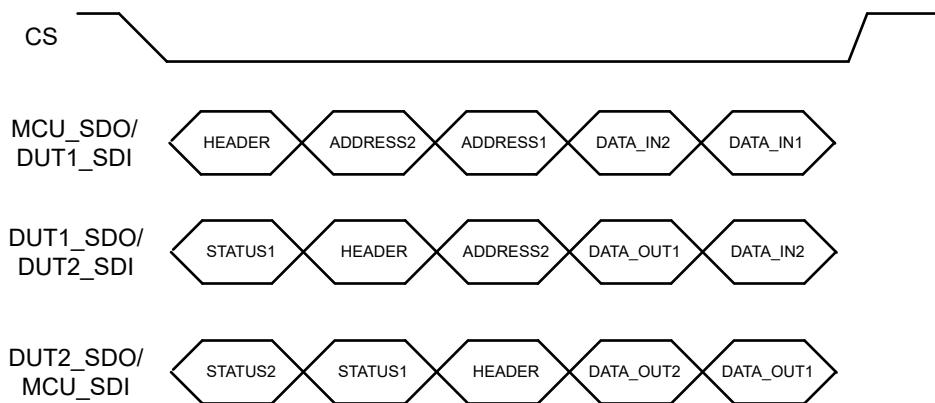 CS
MCU_SDO/
DUT1_SDI
HEADER ADDRESS2 ADDRESS1 DATA_IN2 DATA_IN1
DUT1_SDO/
DUT2_SDI
STATUS1 HEADER ADDRESS2 DATA_OUT1 DATA_IN2
DUT2_SDO/
MCU_SDI
STATUS2 STATUS1 HEADER DATA_OUT2 DATA_OUT1